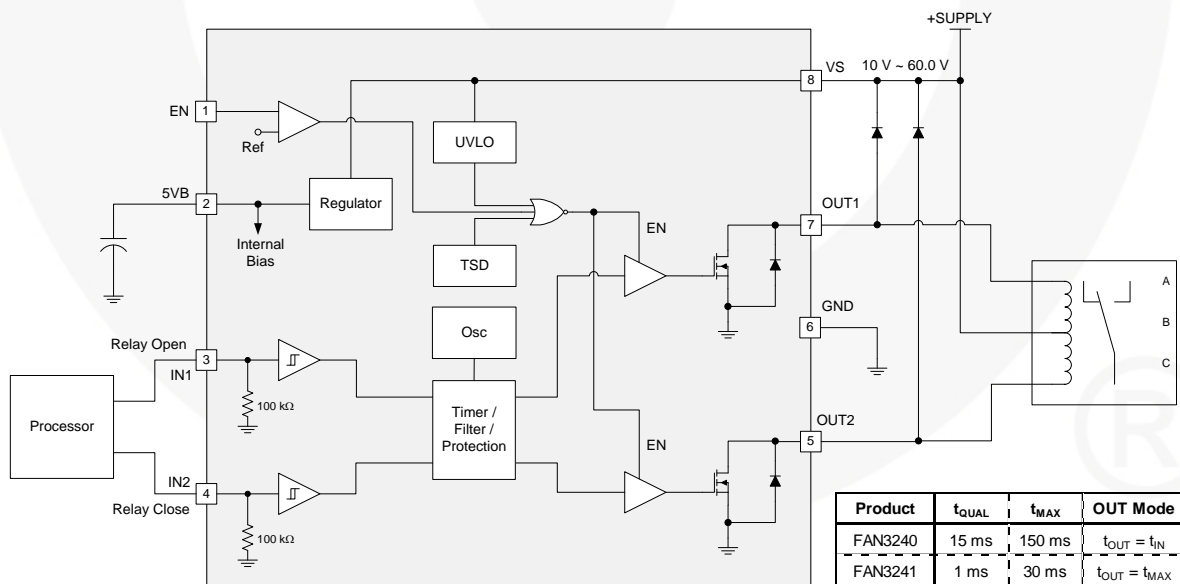 +SUPPLY
VS
10 V ~ 60.0 V
8
EN
1
Ref
UVLO
5VB
2
Regulator
Internal
Bias
TSD
EN
OUT1
7
GND
6
Osc
A
B
C
Relay Open
3
IN1
100 kΩ
Processor
Timer /
Filter /
Protection
EN
OUT2
5
IN2
4
Relay Close
100 kΩ
Product tQUAL tMAX OUT Mode
FAN3240 15 ms 150 ms tOUT = tIN
FAN3241 1 ms 30 ms tOUT = tMAX
®